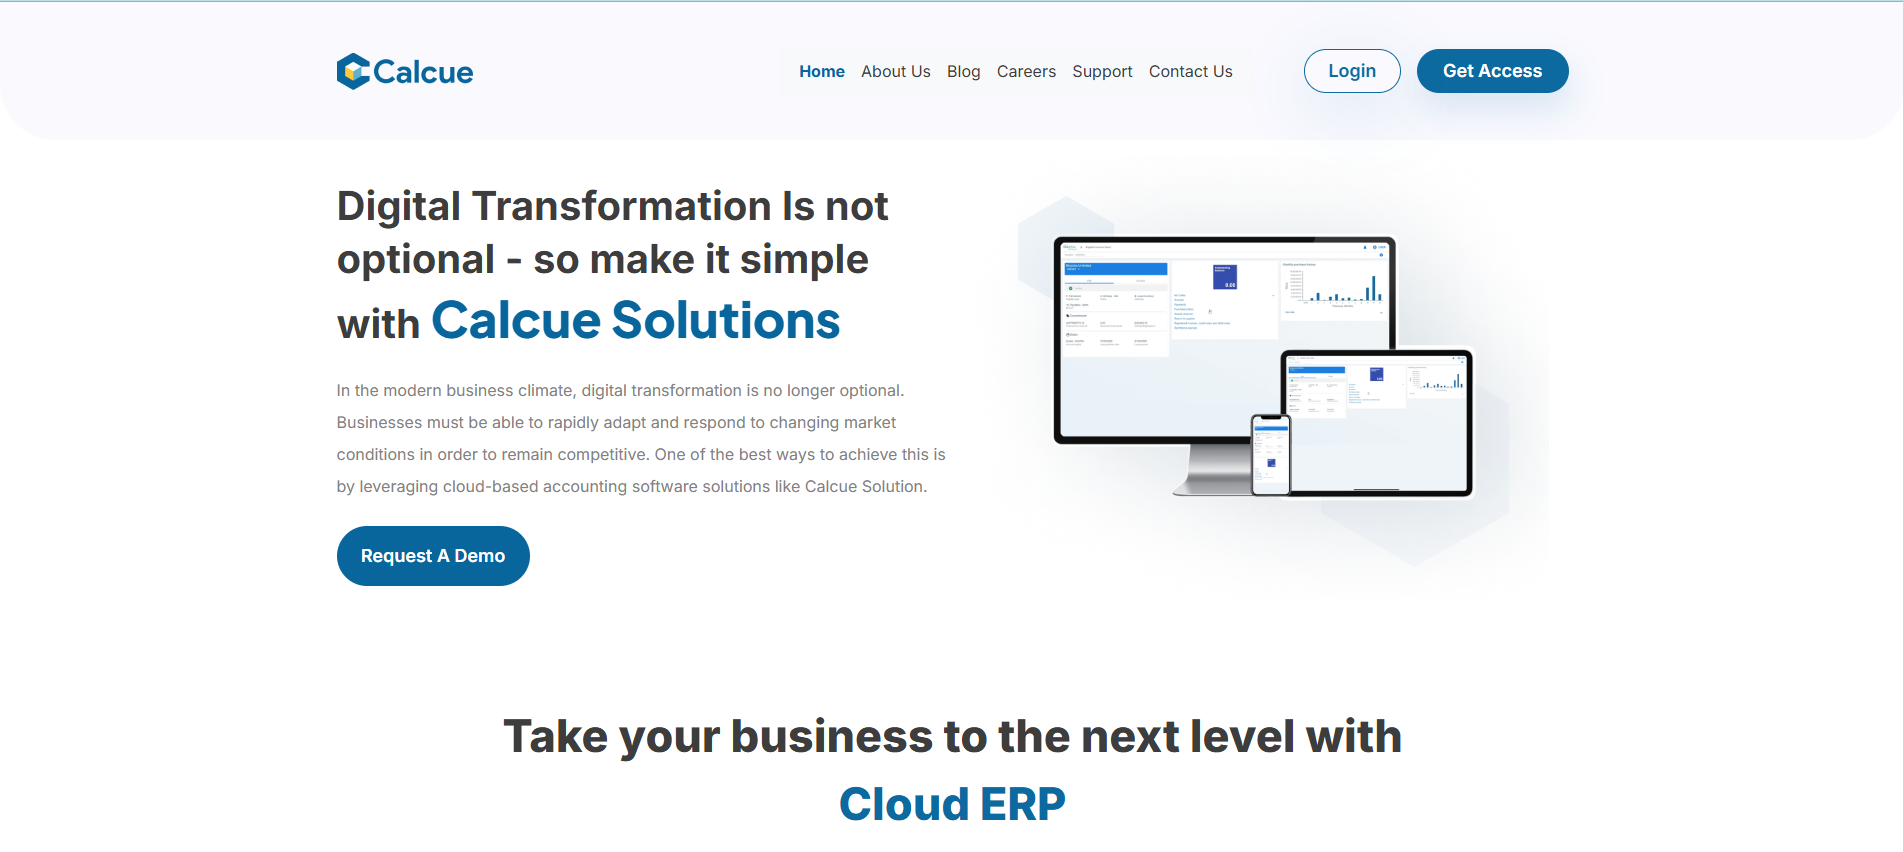 Calcue
Home About Us Blog Careers Support Contact Us
Login
Get Access
Digital Transformation Is not
optional - so make it simple
with Calcue Solutions
In the modern business climate, digital transformation is no longer optional.
Businesses must be able to rapidly adapt and respond to changing market
conditions in order to remain competitive. One of the best ways to achieve this is
by leveraging cloud-based accounting software solutions like Calcue Solution.
Request A Demo
0.00
Take your business to the next level with
Cloud ERP